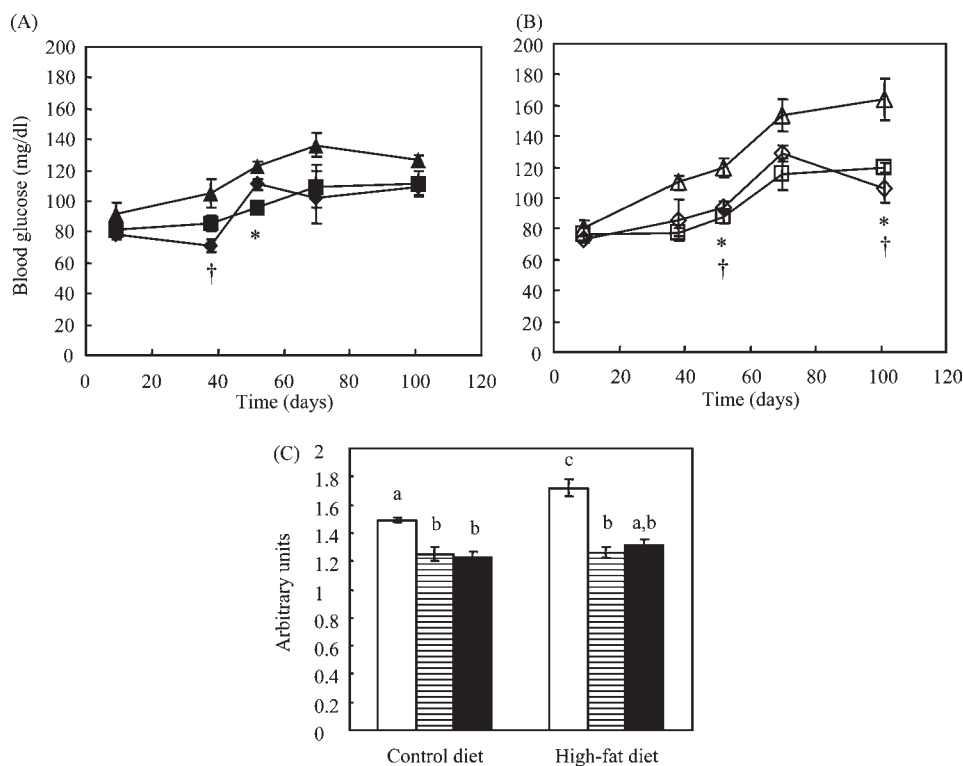 (A)
Blood glucose (mg/dl)
200
180
160
140
120
100
80
60
40
20
0
†
*
0 20 40 60 80 100 120
Time (days)
(B)
200
180
160
140
120
100
80
60
40
20
0
*
†
*
†
0 20 40 60 80 100 120
Time (days)
(C)
Arbitrary units
2
1.8
1.6
1.4
1.2
1
0.8
0.6
0.4
0.2
0
a
b b
c
b a,b
Control diet High-fat diet